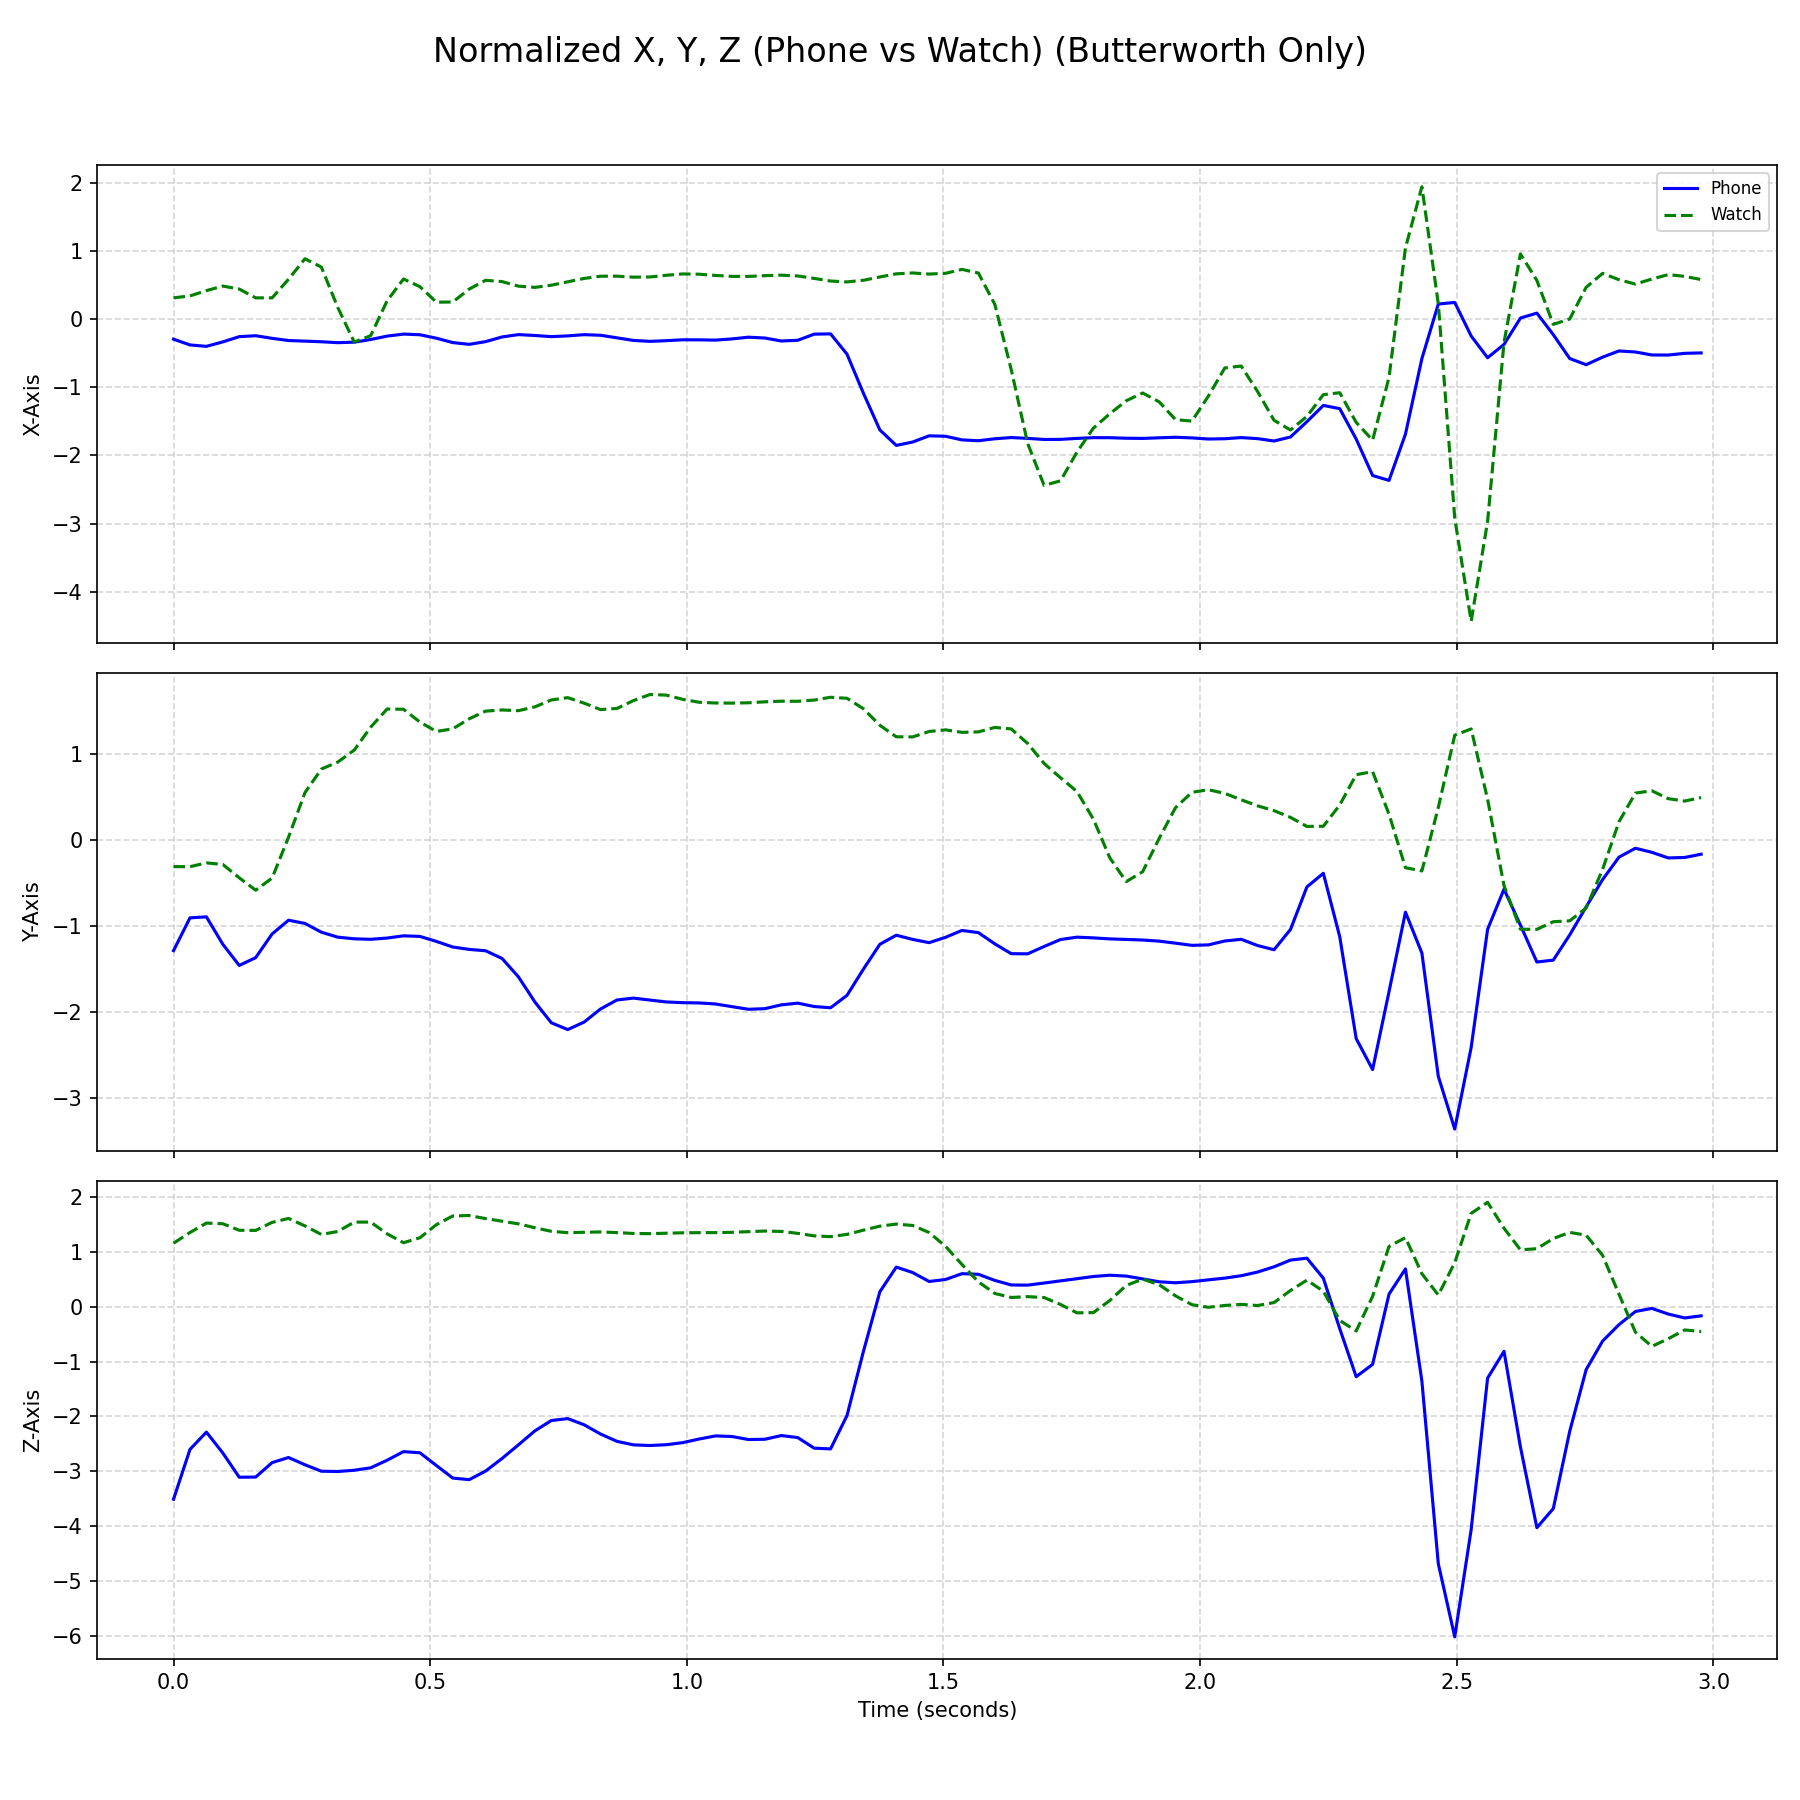 Normalized X, Y, Z (Phone vs Watch) (Butterworth Only)
Phone
Watch
2
1
0
−1
−2
−3
−4
X-Axis
1
0
−1
−2
−3
Y-Axis
2
1
0
−1
−2
−3
−4
−5
−6
Z-Axis
0.0 0.5 1.0 1.5 2.0 2.5 3.0
Time (seconds)